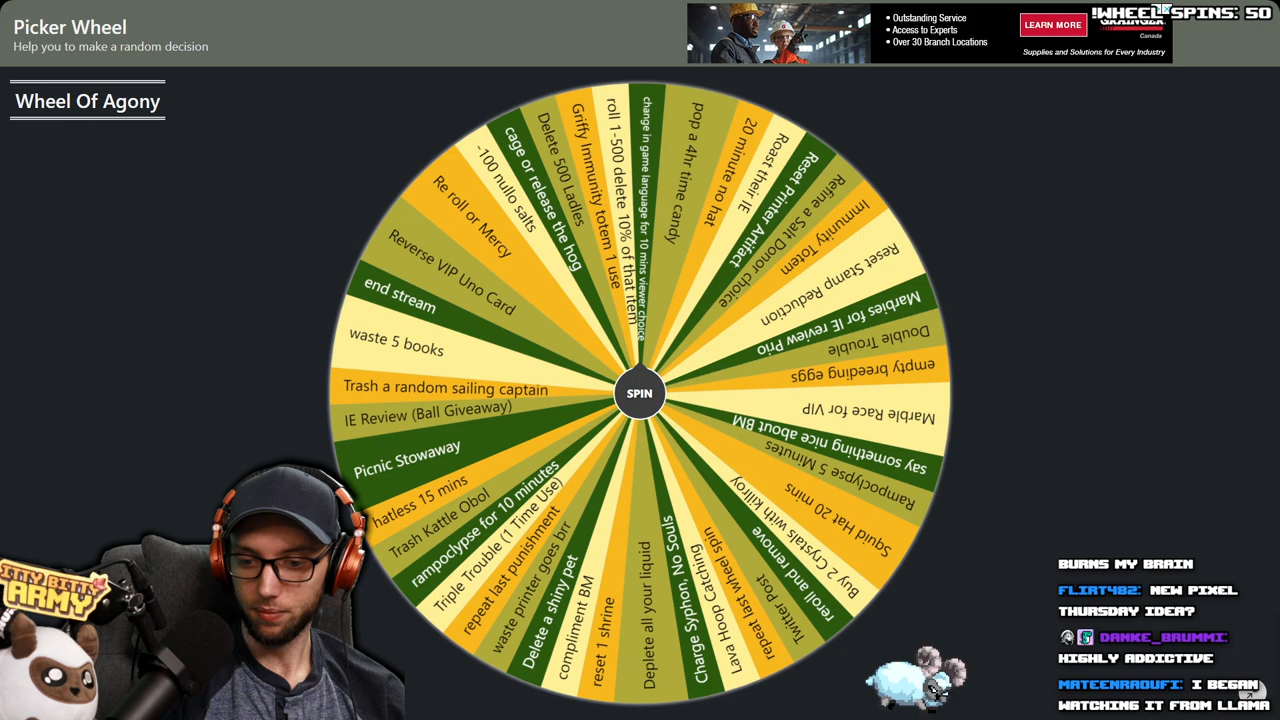 Picker Wheel
Help you to make a random decision
• Outstanding Service
• Access to Experts
• Over 30 Branch Locations
LEARN MORE
GRAINGER
Canada
Supplies and Solutions for Every Industry
!WHEEL SPINS: 50
Wheel Of Agony
change in game language for 10 mins viewer choice
pop a 4hr time candy
20 minute no hat
Roast their IE
Reset Printer Artifact
Refine a Salt Donor choice
Immunity Totem
Reset Stamp Reduction
Marbies for IE review Prio
Double Trouble
empty breeding eggs
Marble Race for VIP
say something nice about BM
Rampoclypse 5 Minutes
Squid Hat 20 mins
Buy 2 Crystals with killroy
reroll and remove
Twitter Post
repeat last wheel spin
Lava Hoop Catching
Charge Syphon, NO Souls
Deplete all your liquid
reset 1 shrine
compliment BM
Delete a shiny pet
waste printer goes brr
repeat last punishment
Triple Trouble (1 Time Use)
rampoclypse for 10 minutes
Trash Kattle Obol
hatless 15 mins
Picnic Stowaway
IE Review (Ball Giveaway)
Trash a random sailing captain
waste 5 books
end stream
Reverse VIP Uno Card
Re roll or Mercy
-100 nullo salts
cage or release the hog
Delete 500 Ladles
Griffy Immunity totem 1 use
roll 1-500 delete 10% of that item
SPIN
ITTY BITTY
ARMY
BURNS MY BRAIN
FLIRT482: NEW PIXEL
THURSDAY IDEA?
DANKE_BRUMMI:
HIGHLY ADDICTIVE
MATEENRAOUFI: I BEGAN
WATCHING IT FROM LLAMA